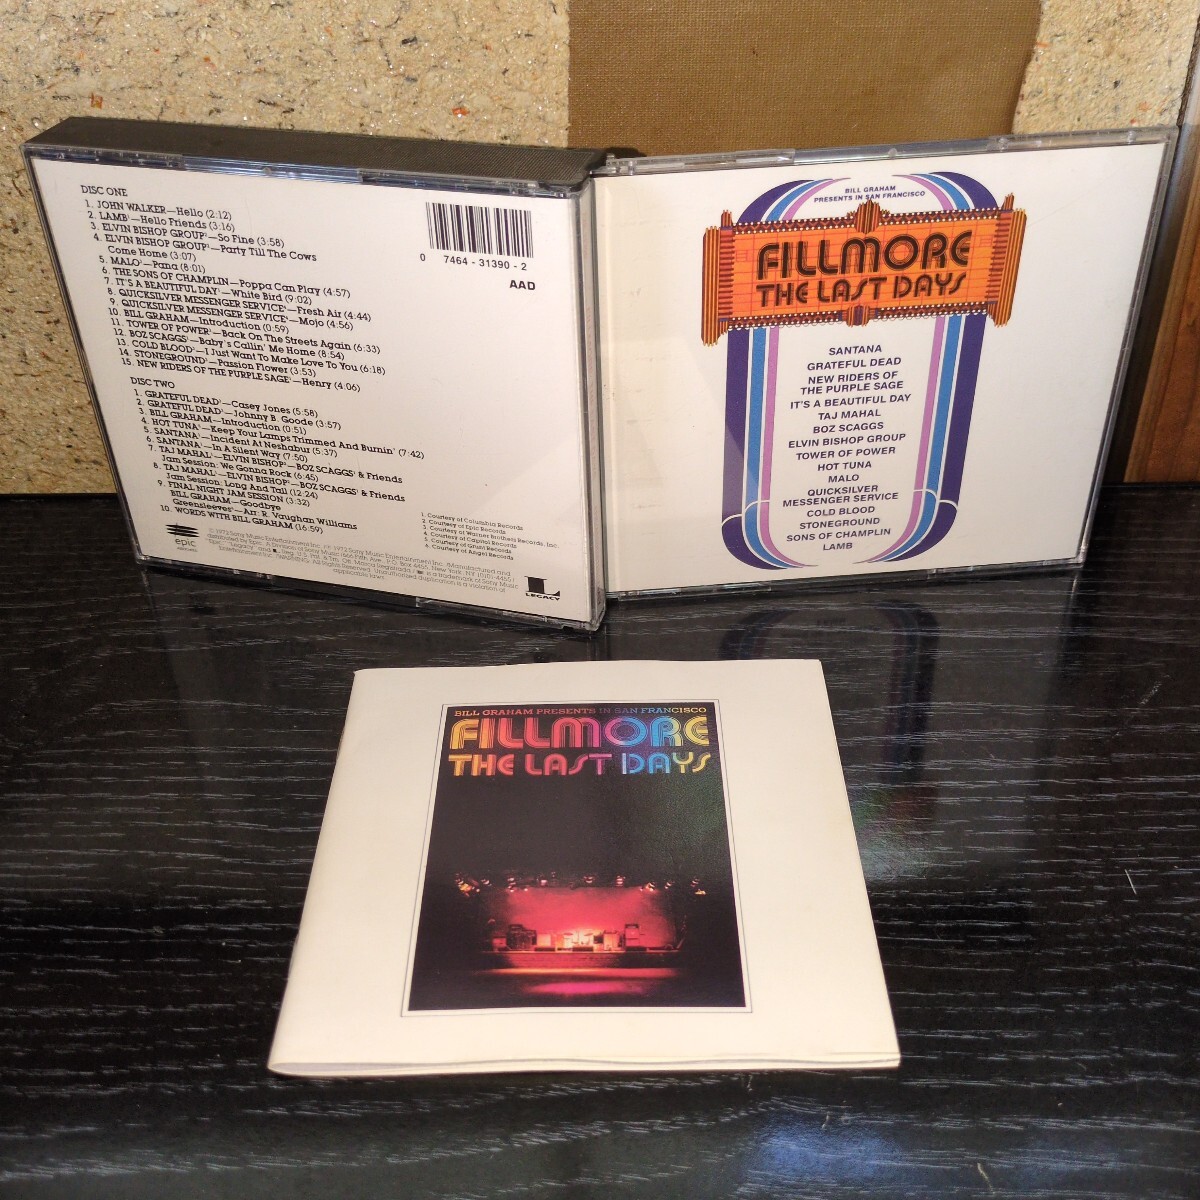 DISC ONE
1. JOHN WALKER—Hello (2:12)
2. LAMB¹—Hello Friends (3:16)
3. ELVIN BISHOP GROUP²—So Fine (3:58)
4. ELVIN BISHOP GROUP²—Party Till The Cows
Come Home (3:07)
5. MALO³—Pana (8:01)
6. THE SONS OF CHAMPLIN—Poppa Can Play (4:57)
7. IT'S A BEAUTIFUL DAY¹—White Bird (9:02)
8. QUICKSILVER MESSENGER SERVICE⁴—Fresh Air (4:44)
9. QUICKSILVER MESSENGER SERVICE⁴—Mojo (4:56)
10. BILL GRAHAM—Introduction (0:59)
11. TOWER OF POWER³—Back On The Streets Again (6:33)
12. BOZ SCAGGS¹—Baby's Callin' Me Home (8:54)
13. COLD BLOOD³—I Just Want To Make Love To You (6:18)
14. STONEGROUND³—Passion Flower (3:53)
15. NEW RIDERS OF THE PURPLE SAGE¹—Henry (4:06)
DISC TWO
1. GRATEFUL DEAD³—Casey Jones (5:58)
2. GRATEFUL DEAD³—Johnny B. Goode (3:57)
3. BILL GRAHAM—Introduction (0:51)
4. HOT TUNA⁵—Keep Your Lamps Trimmed And Burnin' (7:42)
5. SANTANA¹—Incident At Neshabur (5:37)
6. SANTANA¹—In A Silent Way (7:50)
7. TAJ MAHAL¹—ELVIN BISHOP²—BOZ SCAGGS¹ & Friends
Jam Session: We Gonna Rock (6:45)
8. TAJ MAHAL¹—ELVIN BISHOP²—BOZ SCAGGS¹ & Friends
Jam Session: Long And Tall (12:24)
9. FINAL NIGHT JAM SESSION (3:32)
BILL GRAHAM—Goodbye
Greensleeves⁶—Arr: R. Vaughan Williams
10. WORDS WITH BILL GRAHAM (16:59)
1. Courtesy of Columbia Records
2. Courtesy of Epic Records
3. Courtesy of Warner Brothers Records, Inc.
4. Courtesy of Capitol Records
5. Courtesy of Grunt Records
6. Courtesy of Angel Records
epic
LEGACY
0 7464 - 31390 - 2
AAD
BILL GRAHAM
PRESENTS IN SAN FRANCISCO
FILLMORE
THE LAST DAYS
SANTANA
GRATEFUL DEAD
NEW RIDERS OF
THE PURPLE SAGE
IT'S A BEAUTIFUL DAY
TAJ MAHAL
BOZ SCAGGS
ELVIN BISHOP GROUP
TOWER OF POWER
HOT TUNA
MALO
QUICKSILVER
MESSENGER SERVICE
COLD BLOOD
STONEGROUND
SONS OF CHAMPLIN
LAMB
BILL GRAHAM PRESENTS IN SAN FRANCISCO
FILLMORE
THE LAST DAYS